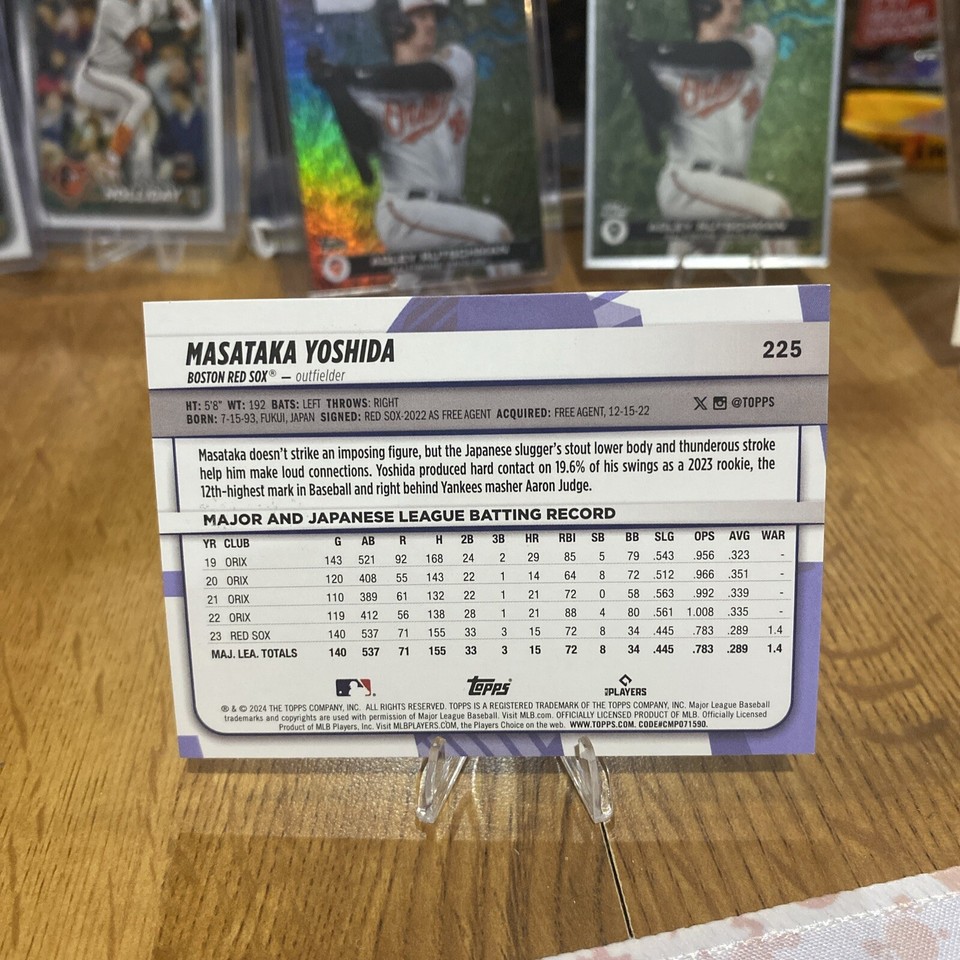 HOLLIDAY
ADLEY RUTSCHMAN
ADLEY RUTSCHMAN
MASATAKA YOSHIDA
225
BOSTON RED SOX® — outfielder
HT: 5'8" WT: 192 BATS: LEFT THROWS: RIGHT
BORN: 7-15-93, FUKUI, JAPAN SIGNED: RED SOX-2022 AS FREE AGENT ACQUIRED: FREE AGENT, 12-15-22
@TOPPS
Masataka doesn't strike an imposing figure, but the Japanese slugger's stout lower body and thunderous stroke
help him make loud connections. Yoshida produced hard contact on 19.6% of his swings as a 2023 rookie, the
12th-highest mark in Baseball and right behind Yankees masher Aaron Judge.
MAJOR AND JAPANESE LEAGUE BATTING RECORD
YR CLUB G AB R H 2B 3B HR RBI SB BB SLG OPS AVG WAR
19 ORIX 143 521 92 168 24 2 29 85 5 79 .543 .956 .323 -
20 ORIX 120 408 55 143 22 1 14 64 8 72 .512 .966 .351 -
21 ORIX 110 389 61 132 22 1 21 72 0 58 .563 .992 .339 -
22 ORIX 119 412 56 138 28 1 21 88 4 80 .561 1.008 .335 -
23 RED SOX 140 537 71 155 33 3 15 72 8 34 .445 .783 .289 1.4
MAJ. LEA. TOTALS 140 537 71 155 33 3 15 72 8 34 .445 .783 .289 1.4
topps®
PLAYERS
® & © 2024 THE TOPPS COMPANY, INC. ALL RIGHTS RESERVED. TOPPS IS A REGISTERED TRADEMARK OF THE TOPPS COMPANY, INC. Major League Baseball
trademarks and copyrights are used with permission of Major League Baseball. Visit MLB.com. OFFICIALLY LICENSED PRODUCT OF MLB. Officially Licensed
Product of MLB Players, Inc. Visit MLBPLAYERS.COM, the Players Choice on the web. WWW.TOPPS.COM. CODE#CMP071590.